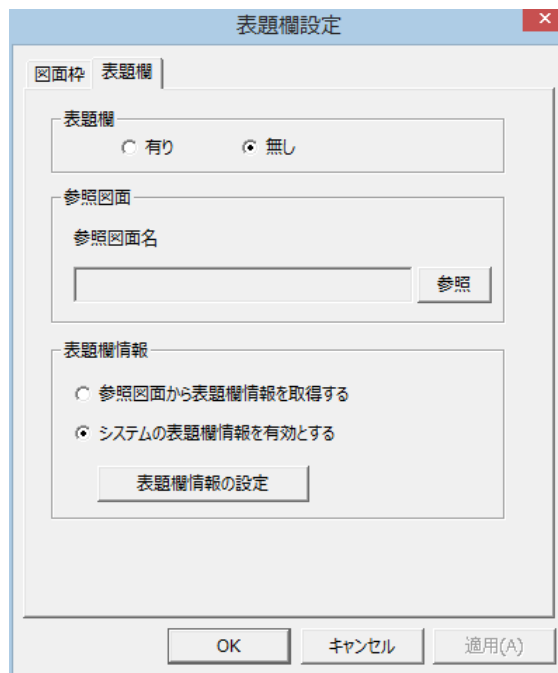 表題欄設定
図面枠 表題欄
表題欄
有り 無し
参照図面
参照図面名
参照
表題欄情報
参照図面から表題欄情報を取得する
システムの表題欄情報を有効とする
表題欄情報の設定
OK キャンセル 適用(A)